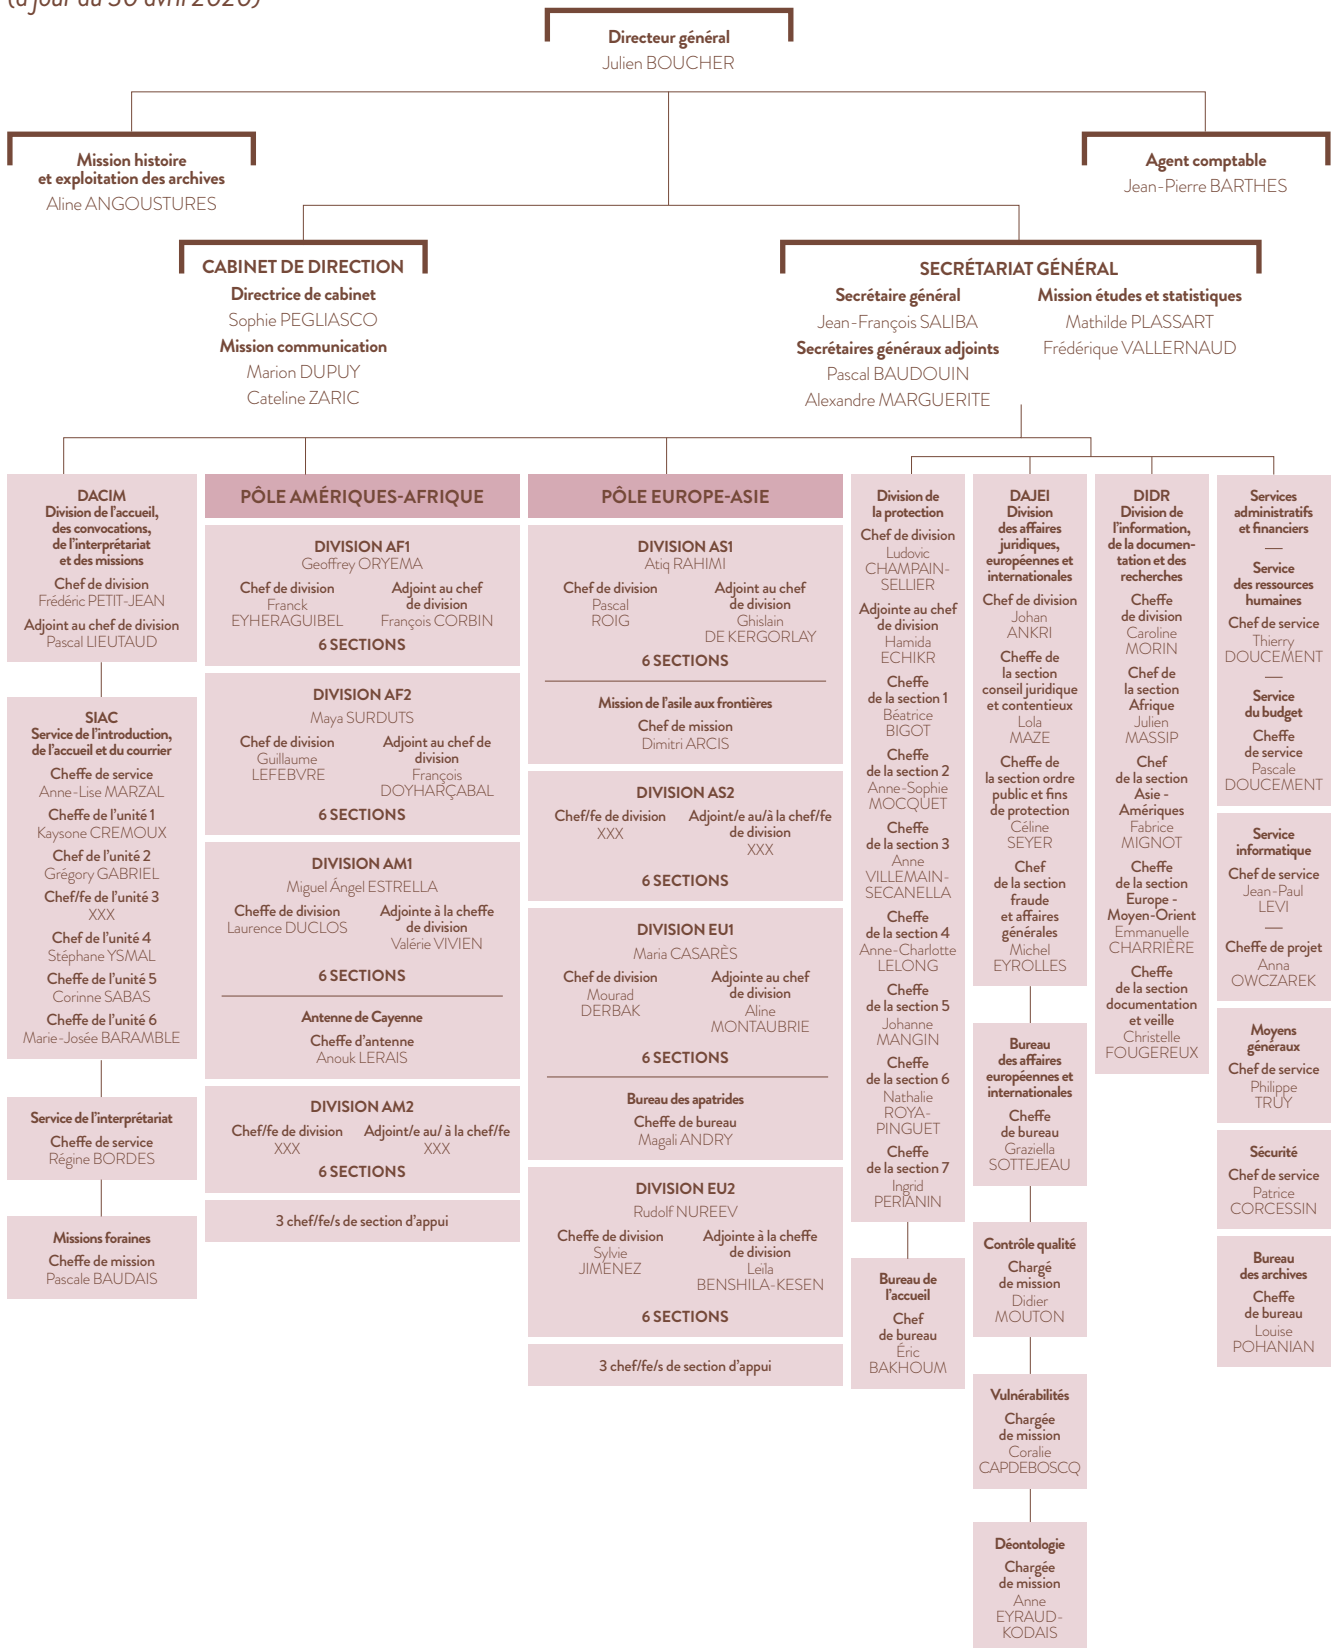 (à jour au 30 avril 2020)
Directeur général
Julien BOUCHER
Mission histoire
et exploitation des archives
Aline ANGOUSTURES
Agent comptable
Jean-Pierre BARTHES
CABINET DE DIRECTION
Directrice de cabinet
Sophie PEGLIASCO
Mission communication
Marion DUPUY
Cateline ZARIC
SECRÉTARIAT GÉNÉRAL
Secrétaire général
Jean-François SALIBA
Secrétaires généraux adjoints
Pascal BAUDOUIN
Alexandre MARGUERITE
Mission études et statistiques
Mathilde PLASSART
Frédérique VALLERNAUD
DACIM
Division de l'accueil,
des convocations,
de l'interprétariat
et des missions
Chef de division
Frédéric PETIT-JEAN
Adjoint au chef de division
Pascal LIEUTAUD
SIAC
Service de l'introduction,
de l'accueil et du courrier
Cheffe de service
Anne-Lise MARZAL
Cheffe de l'unité 1
Kaysone CREMOUX
Chef de l'unité 2
Grégory GABRIEL
Chef/fe de l'unité 3
XXX
Chef de l'unité 4
Stéphane YSMAL
Cheffe de l'unité 5
Corinne SABAS
Cheffe de l'unité 6
Marie-Josée BARAMBLE
Service de l'interprétariat
Cheffe de service
Régine BORDES
Missions foraines
Cheffe de mission
Pascale BAUDAIS
PÔLE AMÉRIQUES-AFRIQUE
DIVISION AF1
Geoffrey ORYEMA
Chef de division
Franck
EYHERAGUIBEL
Adjoint au chef
de division
François CORBIN
6 SECTIONS
DIVISION AF2
Maya SURDUTS
Chef de division
Guillaume
LEFEBVRE
Adjoint au chef de
division
François
DOYHARÇABAL
6 SECTIONS
DIVISION AM1
Miguel Ángel ESTRELLA
Cheffe de division
Laurence DUCLOS
Adjointe à la cheffe
de division
Valérie VIVIEN
6 SECTIONS
Antenne de Cayenne
Cheffe d'antenne
Anouk LERAIS
DIVISION AM2
Chef/fe de division
XXX
Adjoint/e au/ à la chef/fe
XXX
6 SECTIONS
3 chef/fe/s de section d'appui
PÔLE EUROPE-ASIE
DIVISION AS1
Atiq RAHIMI
Chef de division
Pascal
ROIG
Adjoint au chef
de division
Ghislain
DE KERGORLAY
6 SECTIONS
Mission de l'asile aux frontières
Chef de mission
Dimitri ARCIS
DIVISION AS2
Chef/fe de division
XXX
Adjoint/e au/à la chef/fe
de division
XXX
6 SECTIONS
DIVISION EU1
Maria CASARÈS
Chef de division
Mourad
DERBAK
Adjointe au chef
de division
Aline
MONTAUBRIE
6 SECTIONS
Bureau des apatrides
Cheffe de bureau
Magali ANDRY
DIVISION EU2
Rudolf NUREEV
Cheffe de division
Sylvie
JIMENEZ
Adjointe à la cheffe
de division
Leïla
BENSHILA-KESEN
6 SECTIONS
3 chef/fe/s de section d'appui
Division de
la protection
Chef de division
Ludovic
CHAMPAIN-
SELLIER
Adjointe au chef
de division
Hamida
ECHIKR
Cheffe
de la section 1
Béatrice
BIGOT
Cheffe
de la section 2
Anne-Sophie
MOCQUET
Cheffe
de la section 3
Anne
VILLEMAIN-
SECANELLA
Cheffe
de la section 4
Anne-Charlotte
LELONG
Cheffe
de la section 5
Johanne
MANGIN
Cheffe
de la section 6
Nathalie
ROYA-
PINGUET
Cheffe
de la section 7
Ingrid
PERIANIN
Bureau de
l'accueil
Chef
de bureau
Éric
BAKHOUM
DAJEI
Division
des affaires
juridiques,
européennes et
internationales
Chef de division
Johan
ANKRI
Cheffe de
la section
conseil juridique
et contentieux
Lola
MAZE
Cheffe de
la section ordre
public et fins
de protection
Céline
SEYER
Chef
de la section
fraude
et affaires
générales
Michel
EYROLLES
Bureau
des affaires
européennes et
internationales
Cheffe
de bureau
Graziella
SOTTEJEAU
Contrôle qualité
Chargé
de mission
Didier
MOUTON
Vulnérabilités
Chargée
de mission
Coralie
CAPDEBOSCQ
Déontologie
Chargée
de mission
Anne
EYRAUD-
KODAIS
DIDR
Division de
l'information,
de la documen-
tation et des
recherches
Cheffe
de division
Caroline
MORIN
Chef de
la section
Afrique
Julien
MASSIP
Chef
de la section
Asie -
Amériques
Fabrice
MIGNOT
Cheffe
de la section
Europe -
Moyen-Orient
Emmanuelle
CHARRIÈRE
Cheffe
de la section
documentation
et veille
Christelle
FOUGEREUX
Services
administratifs
et financiers
Service
des ressources
humaines
Chef de service
Thierry
DOUCEMENT
Service
du budget
Cheffe
de service
Pascale
DOUCEMENT
Service
informatique
Chef de service
Jean-Paul
LEVI
Cheffe de projet
Anna
OWCZAREK
Moyens
généraux
Chef de service
Philippe
TRUY
Sécurité
Chef de service
Patrice
CORCESSIN
Bureau
des archives
Cheffe
de bureau
Louise
POHANIAN